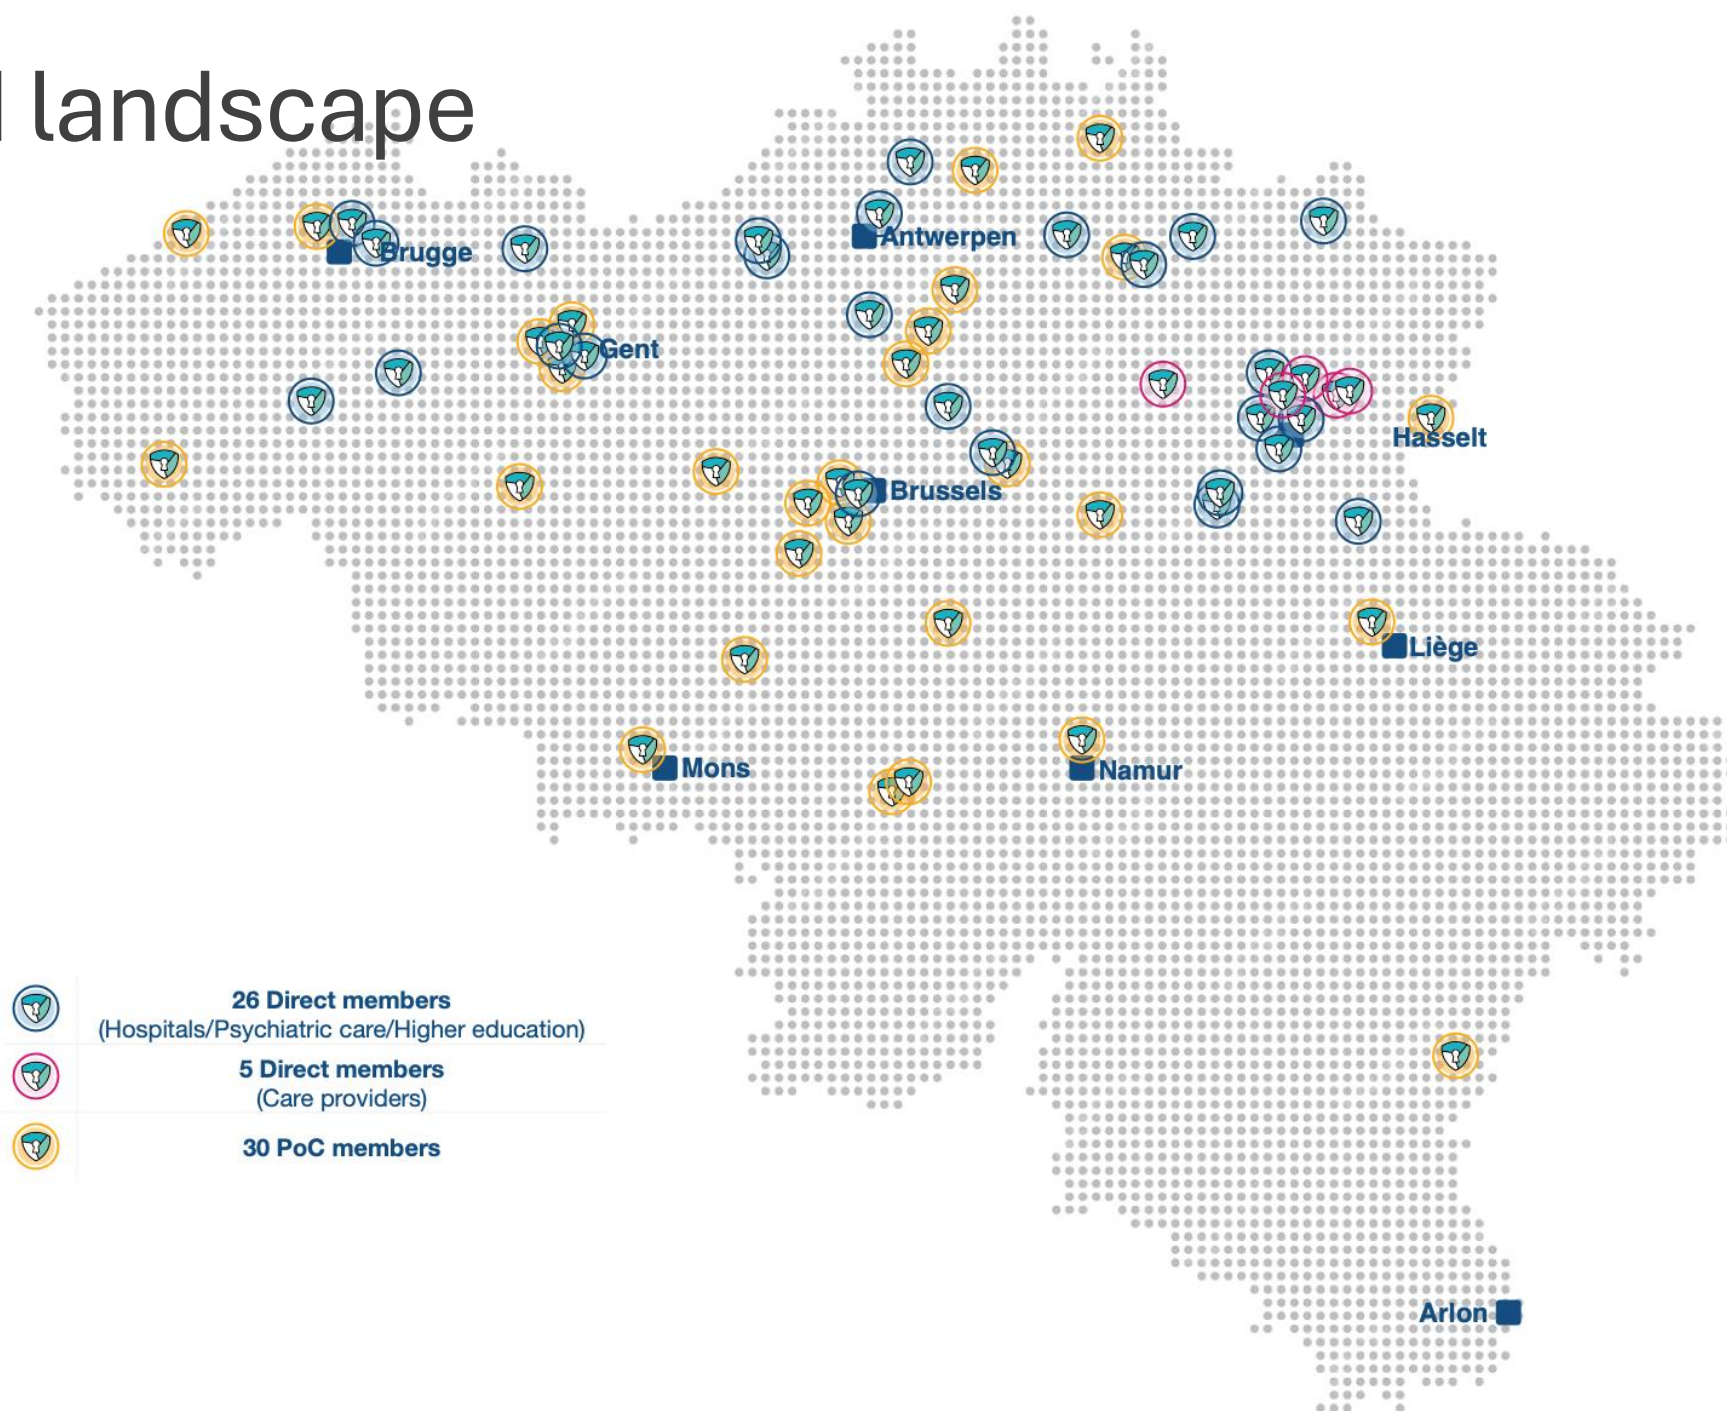 landscape
Brugge
Antwerpen
Gent
Hasselt
Brussels
Liège
Mons
Namur
26 Direct members
(Hospitals/Psychiatric care/Higher education)
5 Direct members
(Care providers)
30 PoC members
Arlon